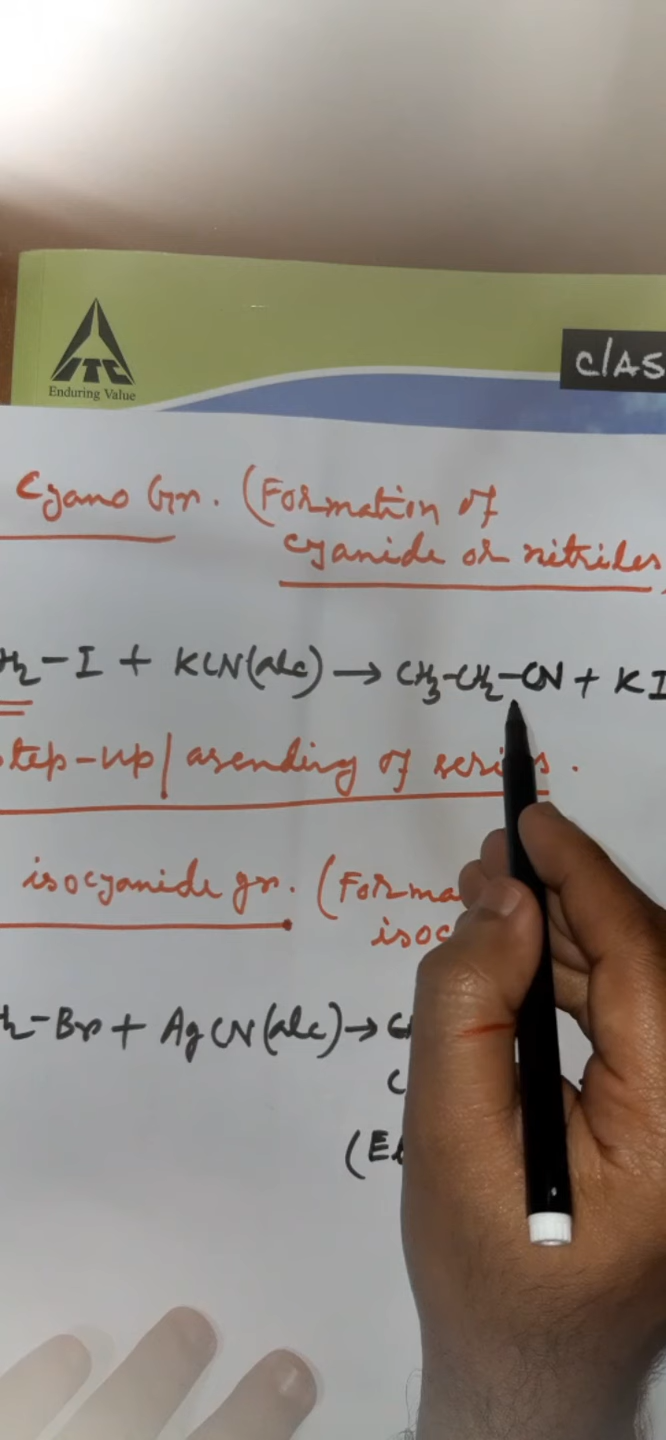 ITC
Enduring Value
Cyano Gr. (Formation of
cyanide or nitriles
-I + KCN(alc) → CH3-CH2-CN + KI
step-up/asending of series.
isocyanide gr. (Forma
isoc
-Br + AgCN(alc) →